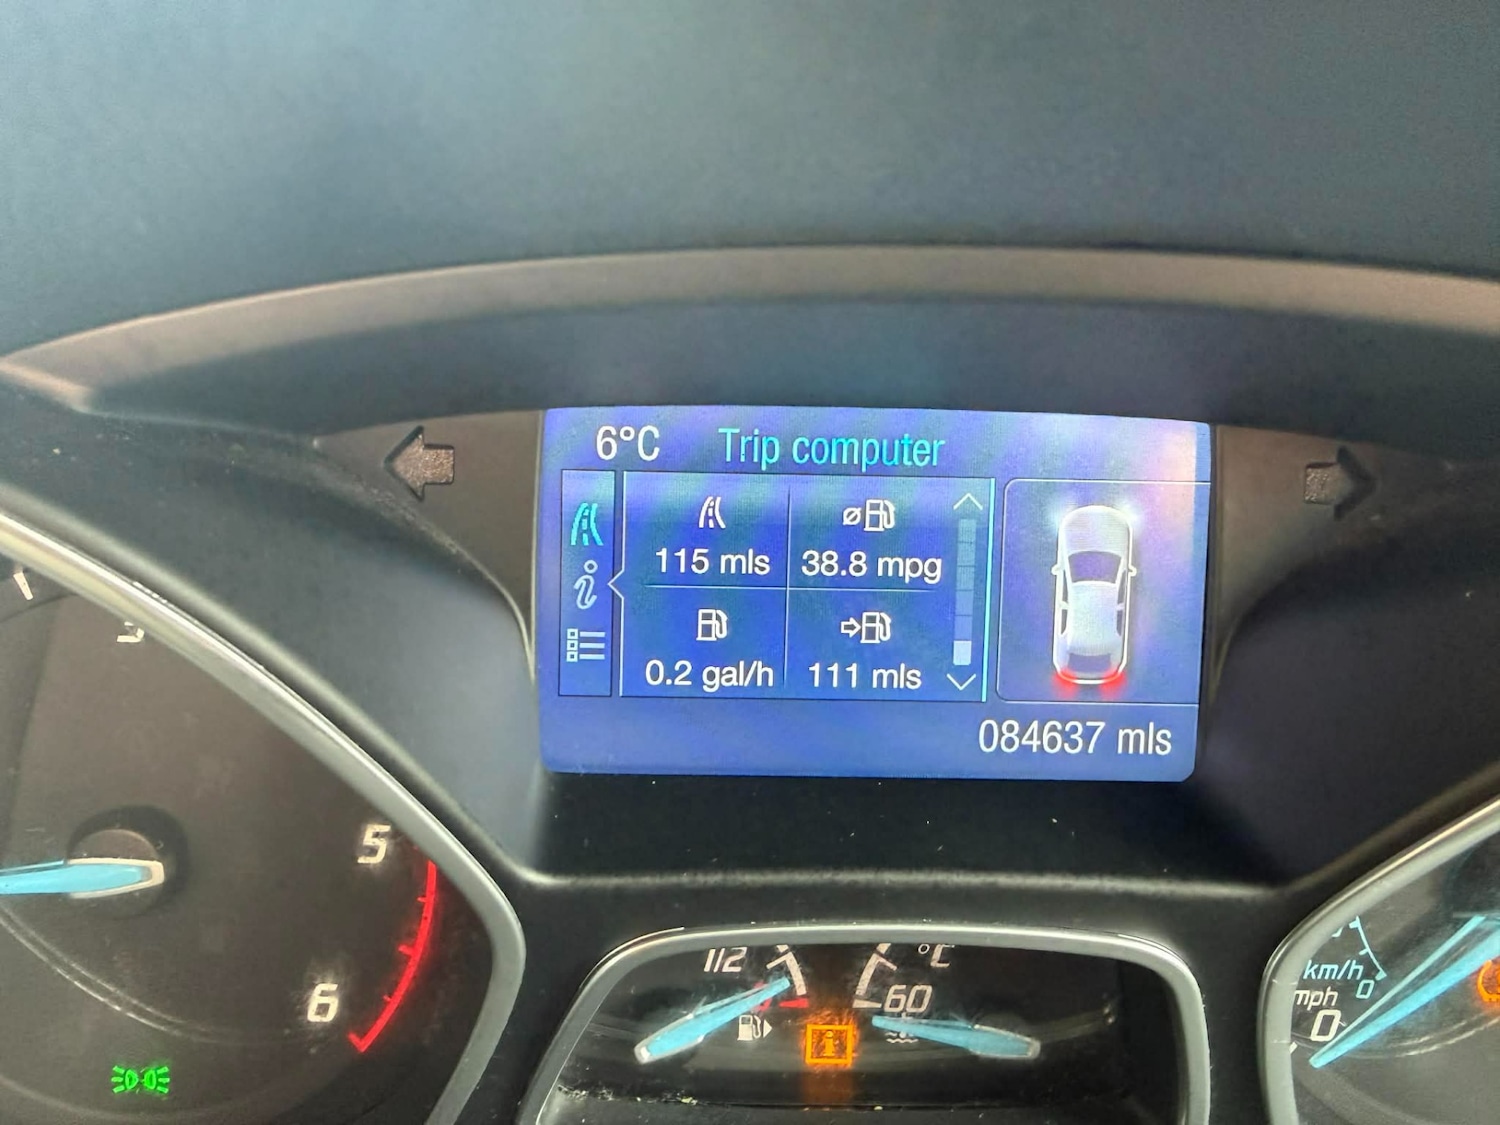 6°C Trip computer
115 mls ø 38.8 mpg
i
0.2 gal/h 111 mls
084637 mls
5
6
1/2
°C
60
i
km/h
0
mph
0